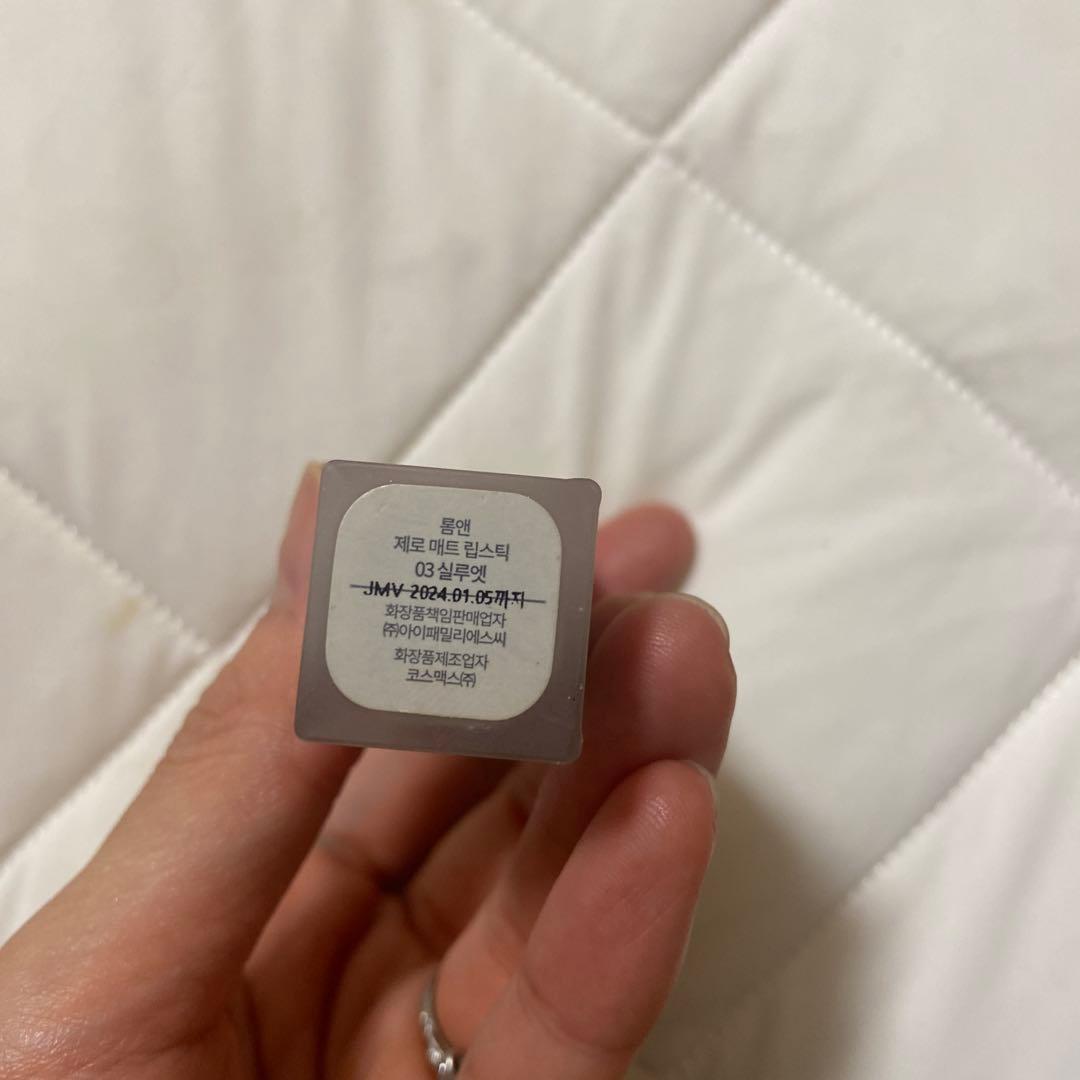 롬앤
제로 매트 립스틱
03 실루엣
JMV 2024.01.05까지
화장품책임판매업자
㈜아이패밀리에스씨
화장품제조업자
코스맥스㈜